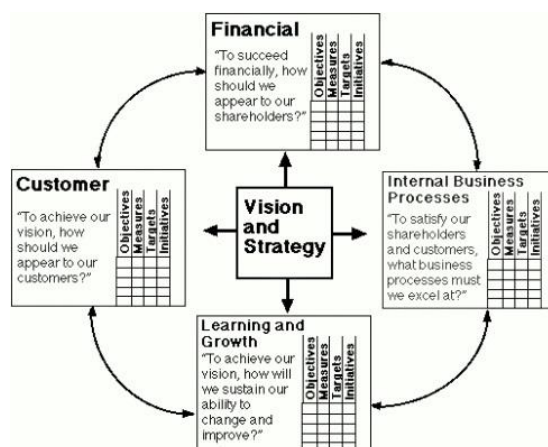 Financial
"To succeed
financially, how
should we
appear to our
shareholders?"
Objectives
Measures
Targets
Initiatives
Customer
"To achieve our
vision, how
should we
appear to our
customers?"
Objectives
Measures
Targets
Initiatives
Vision
and
Strategy
Internal Business
Processes
"To satisfy our
shareholders
and customers,
what business
processes must
we excel at?"
Objectives
Measures
Targets
Initiatives
Learning and
Growth
"To achieve our
vision, how will
we sustain our
ability to
change and
improve?"
Objectives
Measures
Targets
Initiatives